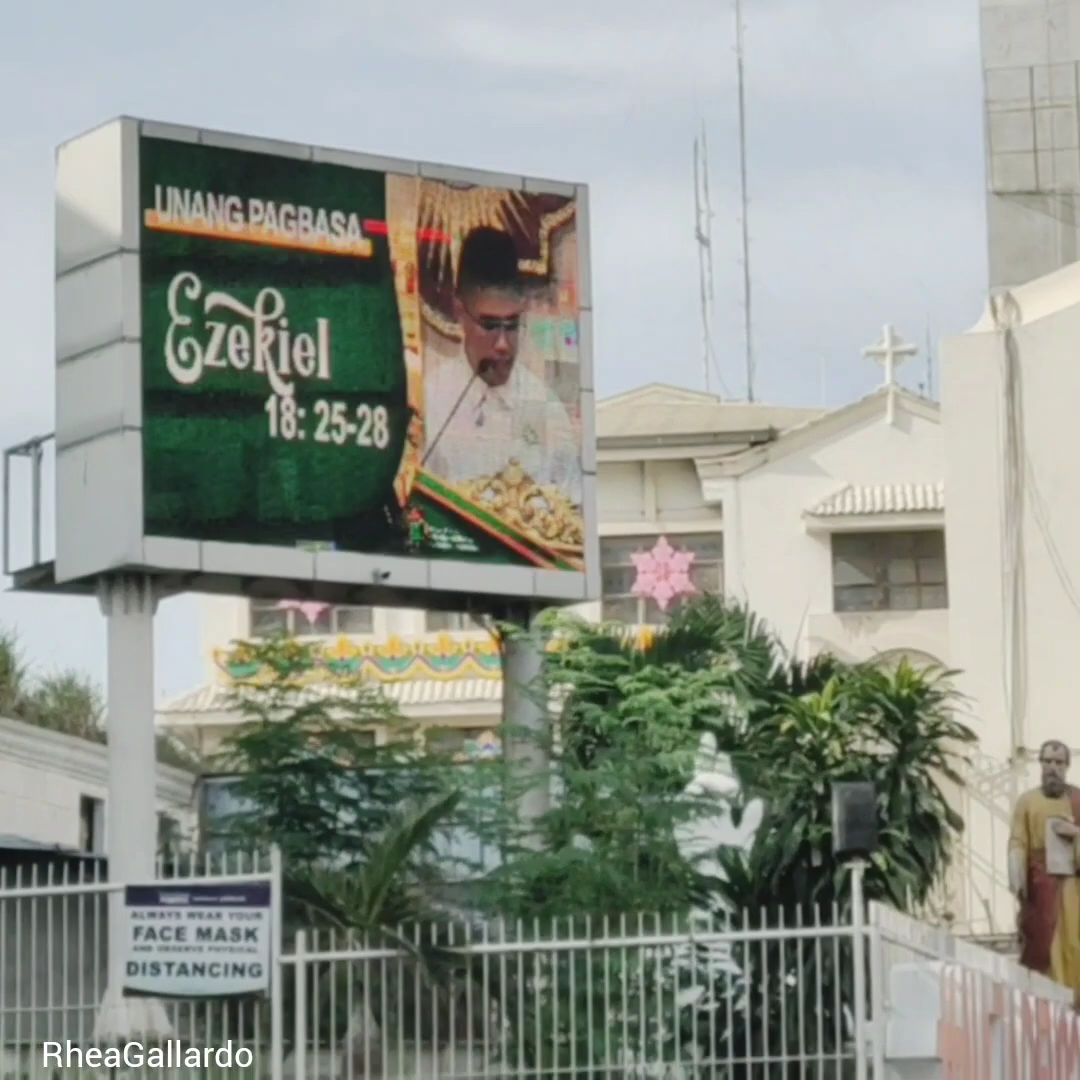 UNANG PAGBASA
Ezekiel
18: 25-28
ALWAYS WEAR YOUR
FACE MASK
AND OBSERVE PHYSICAL
DISTANCING
RheaGallardo